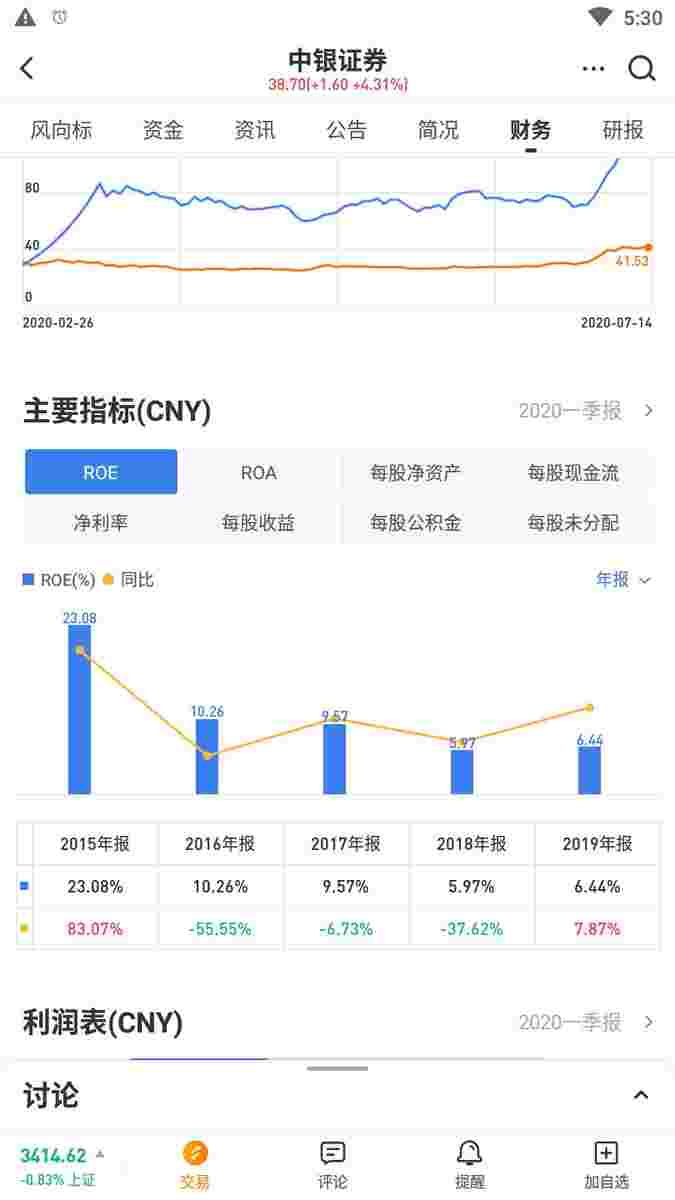 5:30
中银证券
38.70(+1.60 +4.31%)
风向标 资金 资讯 公告 简况 财务 研报
80
40
41.53
0
2020-02-26 2020-07-14
主要指标(CNY) 2020一季报
ROE ROA 每股净资产 每股现金流
净利率 每股收益 每股公积金 每股未分配
ROE(%) 同比 年报
23.08
10.26
9.57
5.97
6.44
2015年报 2016年报 2017年报 2018年报 2019年报
23.08% 10.26% 9.57% 5.97% 6.44%
83.07% -55.55% -6.73% -37.62% 7.87%
利润表(CNY) 2020一季报
讨论
3414.62
-0.83% 上证
交易 评论 提醒 加自选